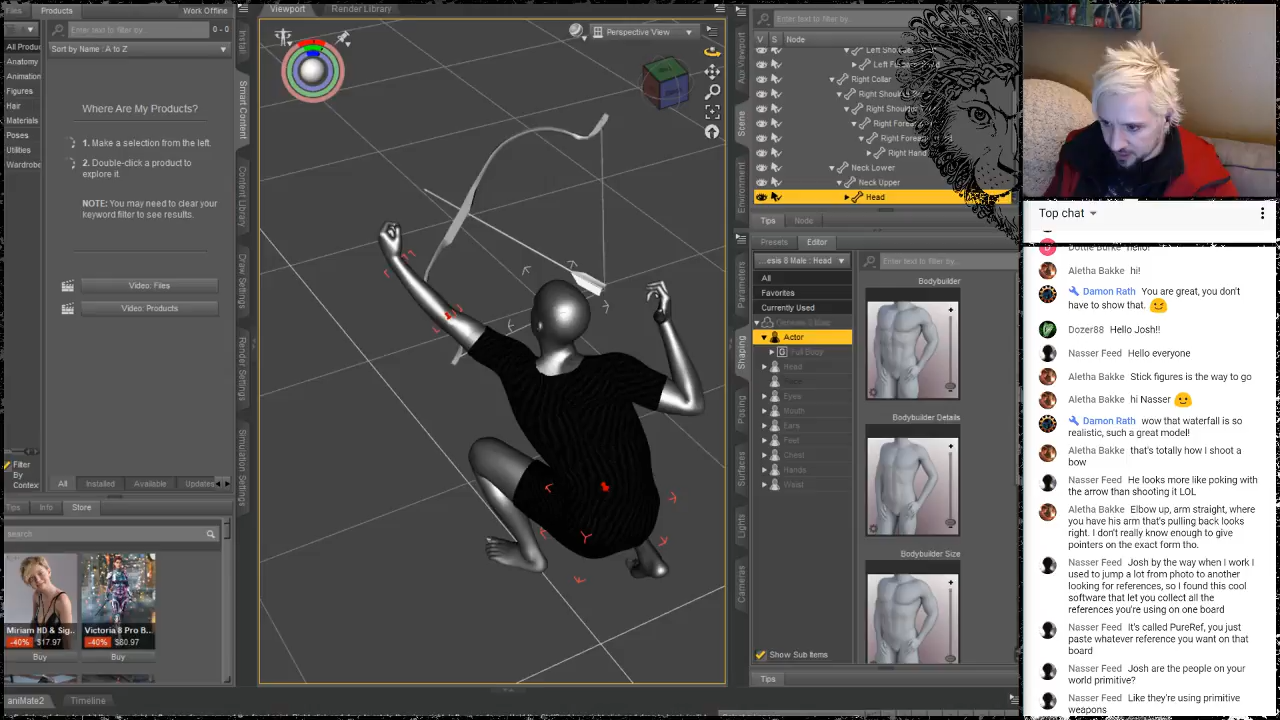 Products
Work Offline
Enter text to filter by...
0 - 0
Sort by Name : A to Z
All Produc
Anatomy
Animation
Figures
Hair
Materials
Poses
Utilities
Wardrobe
Where Are My Products?
1. Make a selection from the left.
2. Double-click a product to
explore it.
NOTE: You may need to clear your
keyword filter to see results.
Video: Files
Video: Products
Filter
By
Contex
All
Installed
Available
Updates
Tips
Info
Store
search
Miriam HD & Sig..
-40% $17.97
Buy
Victoria 8 Pro B...
-40% $80.97
Buy
aniMate2
Timeline
Install
Smart Content
Content Library
Draw Settings
Render Settings
Simulation Settings
Viewport
Render Library
Perspective View
Aux Viewport
Scene
Environment
Parameters
Shaping
Posing
Surfaces
Lights
Cameras
Enter text to filter by...
V
S
Node
Right Collar
Right Shoulde
Right Shoulde
Right Fore
Right Forea
Right Hand
Neck Lower
Neck Upper
Head
Tips
Node
Presets
Editor
...esis 8 Male : Head
Enter text to filter by...
All
Favorites
Currently Used
Genesis 8 Male
Actor
Full Body
Head
Face
Eyes
Mouth
Ears
Feet
Chest
Hands
Waist
Bodybuilder
Bodybuilder Details
Bodybuilder Size
Show Sub Items
Tips
Top chat
Dottie Burke hello!
Aletha Bakke hi!
Damon Rath You are great, you don't
have to show that.
Dozer88 Hello Josh!!
Nasser Feed Hello everyone
Aletha Bakke Stick figures is the way to go
Aletha Bakke hi Nasser
Damon Rath wow that waterfall is so
realistic, such a great model!
Aletha Bakke that's totally how I shoot a
bow
Nasser Feed He looks more like poking with
the arrow than shooting it LOL
Aletha Bakke Elbow up, arm straight, where
you have his arm that's pulling back looks
right. I don't really know enough to give
pointers on the exact form tho.
Nasser Feed Josh by the way when I work I
used to jump a lot from photo to another
looking for references, so I found this cool
software that let you collect all the
references you're using on one board
Nasser Feed It's called PureRef, you just
paste whatever reference you want on that
board
Nasser Feed Josh are the people on your
world primitive?
Nasser Feed Like they're using primitive
weapons